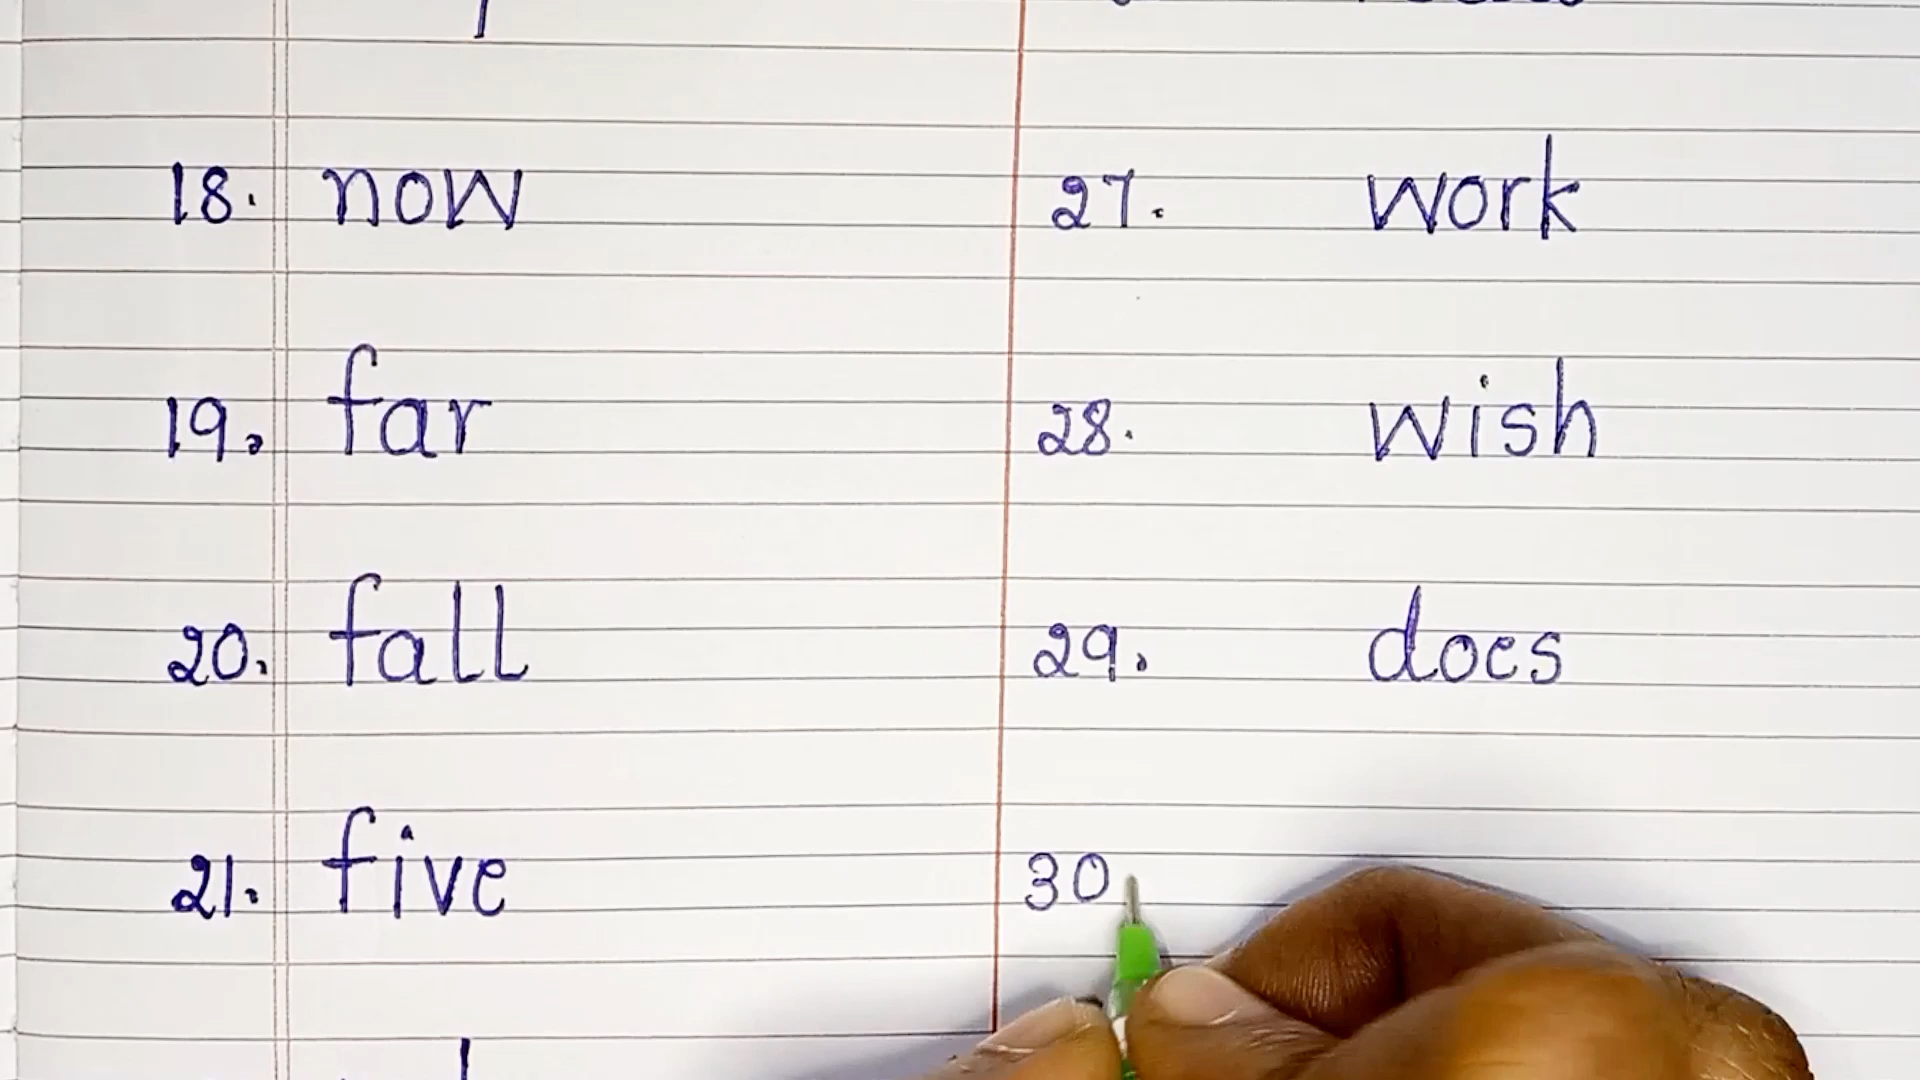 18. now
19. far
20. fall
21. five
27. work
28. wish
29. does
30